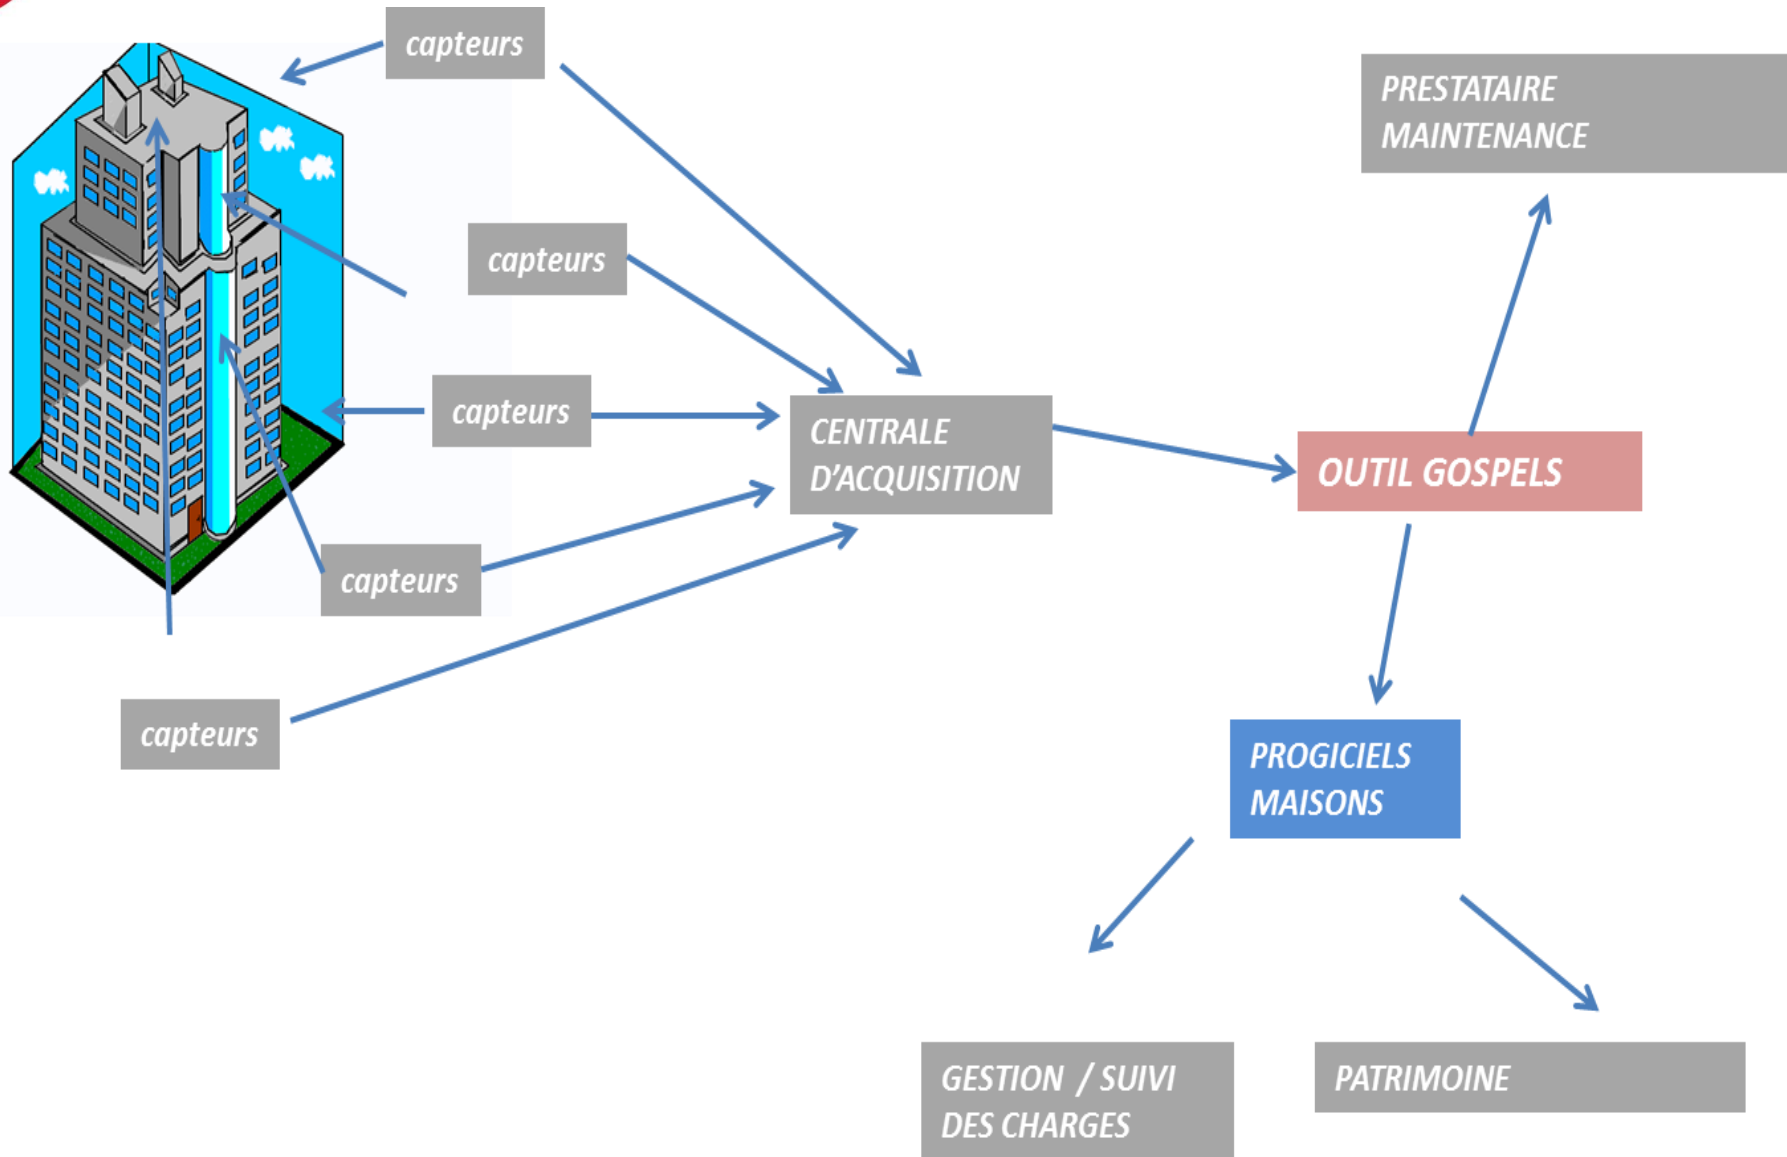 capteurs
PRESTATAIRE
MAINTENANCE
capteurs
capteurs
CENTRALE
D'ACQUISITION
OUTIL GOSPELS
capteurs
capteurs
PROGICIELS
MAISONS
GESTION / SUIVI
DES CHARGES
PATRIMOINE